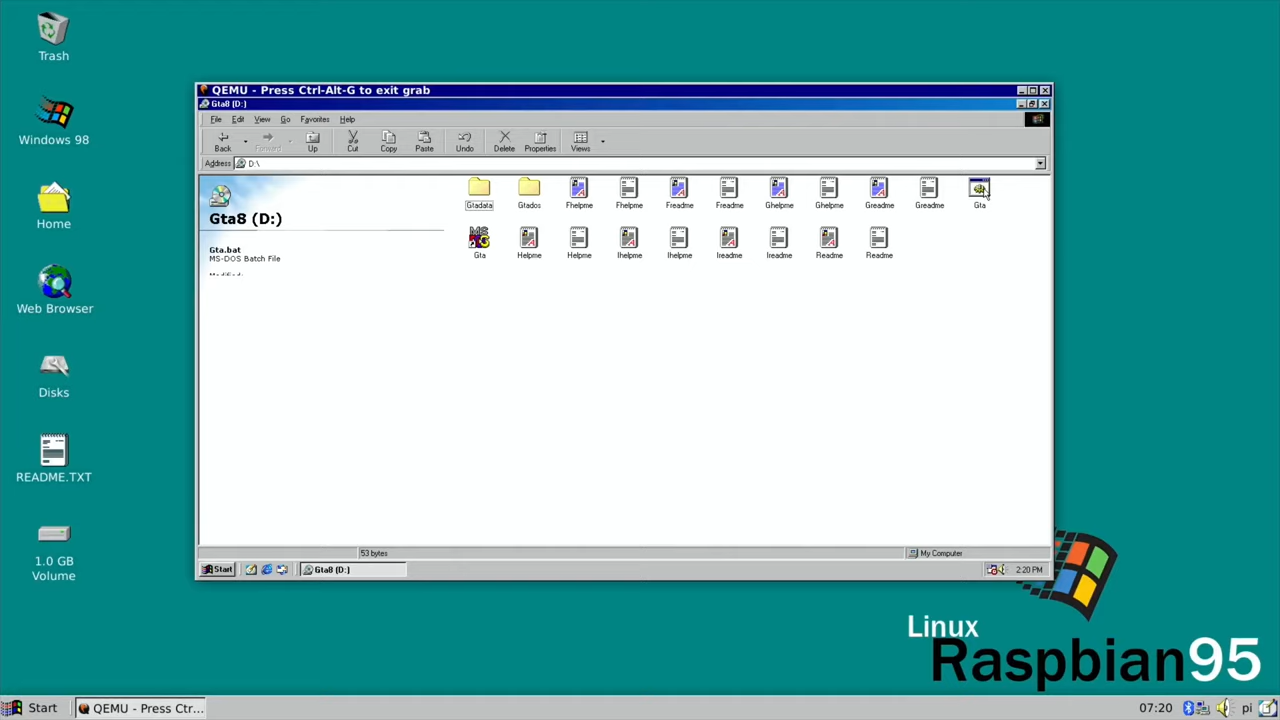 Trash
Windows 98
Home
Web Browser
Disks
README.TXT
1.0 GB
Volume
QEMU - Press Ctrl-Alt-G to exit grab
Gta8 (D:)
File Edit View Go Favorites Help
Back Forward Up Cut Copy Paste Undo Delete Properties Views
Address D:\
Gta8 (D:)
Gta.bat
MS-DOS Batch File
Modified:
Gtadata Gtados Fhelpme Fhelpme Freadme Freadme Ghelpme Ghelpme Greadme Greadme Gta
Gta Helpme Helpme Ihelpme Ihelpme Ireadme Ireadme Readme Readme
53 bytes My Computer
Start Gta8 (D:) 2:20 PM
Linux
Raspbian95
Start QEMU - Press Ctr... 07:20 pi